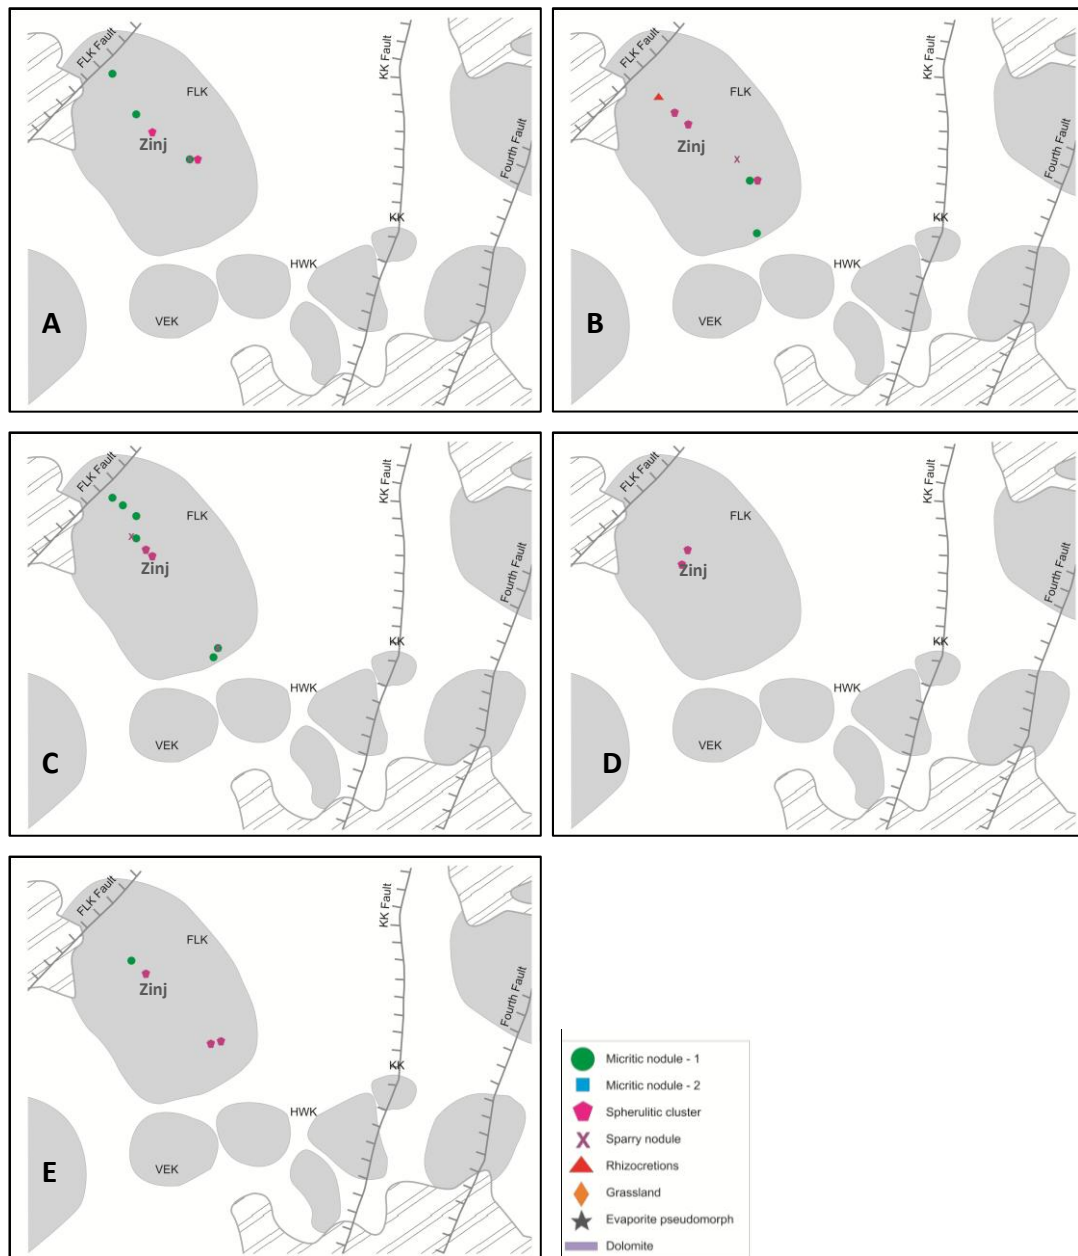 FLK Fault
FLK
Zinj
KK Fault
Fourth Fault
KK
HWK
VEK
A
FLK Fault
FLK
Zinj
KK Fault
Fourth Fault
KK
HWK
VEK
B
FLK Fault
FLK
Zinj
KK Fault
Fourth Fault
KK
HWK
VEK
C
FLK Fault
FLK
Zinj
KK Fault
Fourth Fault
KK
HWK
VEK
D
FLK Fault
FLK
Zinj
KK Fault
Fourth Fault
KK
HWK
VEK
E
Micritic nodule - 1
Micritic nodule - 2
Spherulitic cluster
Sparry nodule
Rhizocretions
Grassland
Evaporite pseudomorph
Dolomite